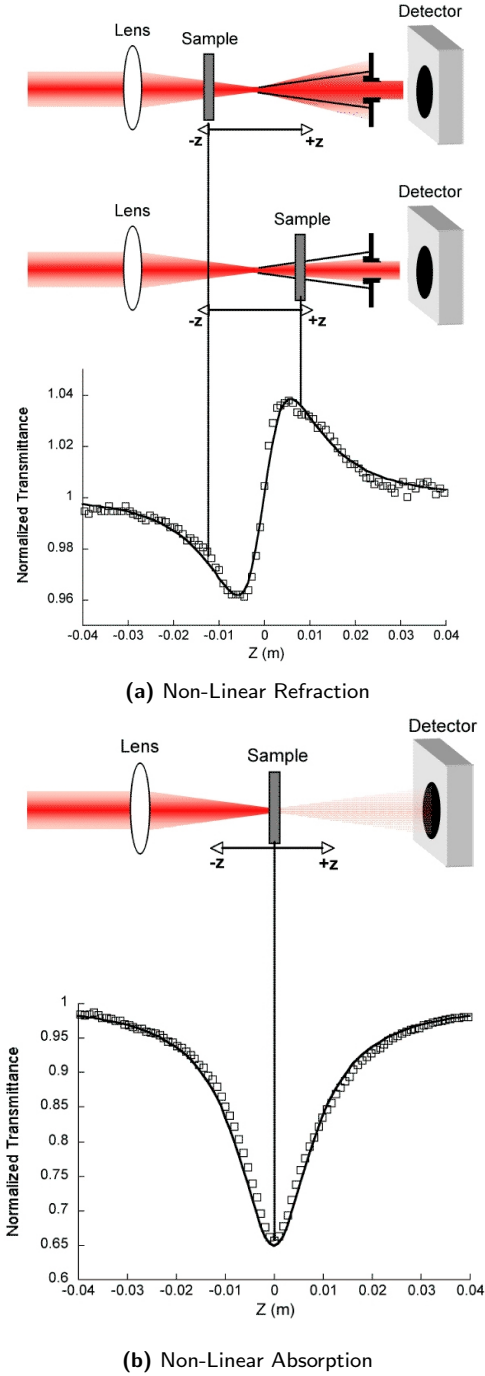 Lens
Sample
Detector
-z
+z
Lens
Sample
Detector
-z
+z
Normalized Transmittance
1.04
1.02
1
0.98
0.96
-0.04 -0.03 -0.02 -0.01 0 0.01 0.02 0.03 0.04
Z (m)
(a) Non-Linear Refraction
Lens
Sample
Detector
-z
+z
Normalized Transmittance
1
0.95
0.9
0.85
0.8
0.75
0.7
0.65
0.6
-0.04 -0.03 -0.02 -0.01 0 0.01 0.02 0.03 0.04
Z (m)
(b) Non-Linear Absorption